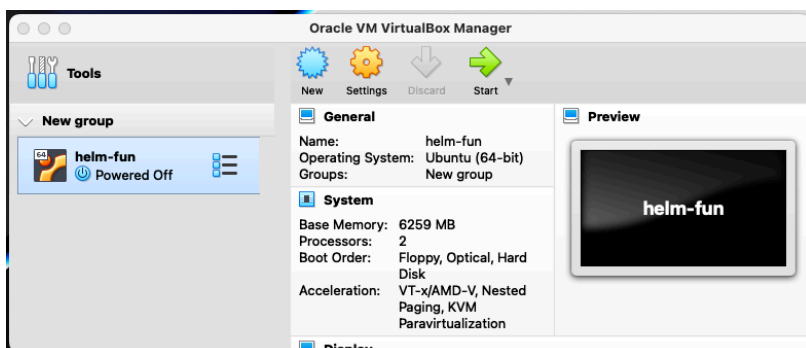 Oracle VM VirtualBox Manager
Tools
New
Settings
Discard
Start
New group
64
helm-fun
Powered Off
General
Name: helm-fun
Operating System: Ubuntu (64-bit)
Groups: New group
System
Base Memory: 6259 MB
Processors: 2
Boot Order: Floppy, Optical, Hard
Disk
Acceleration: VT-x/AMD-V, Nested
Paging, KVM
Paravirtualization
Display
Preview
helm-fun